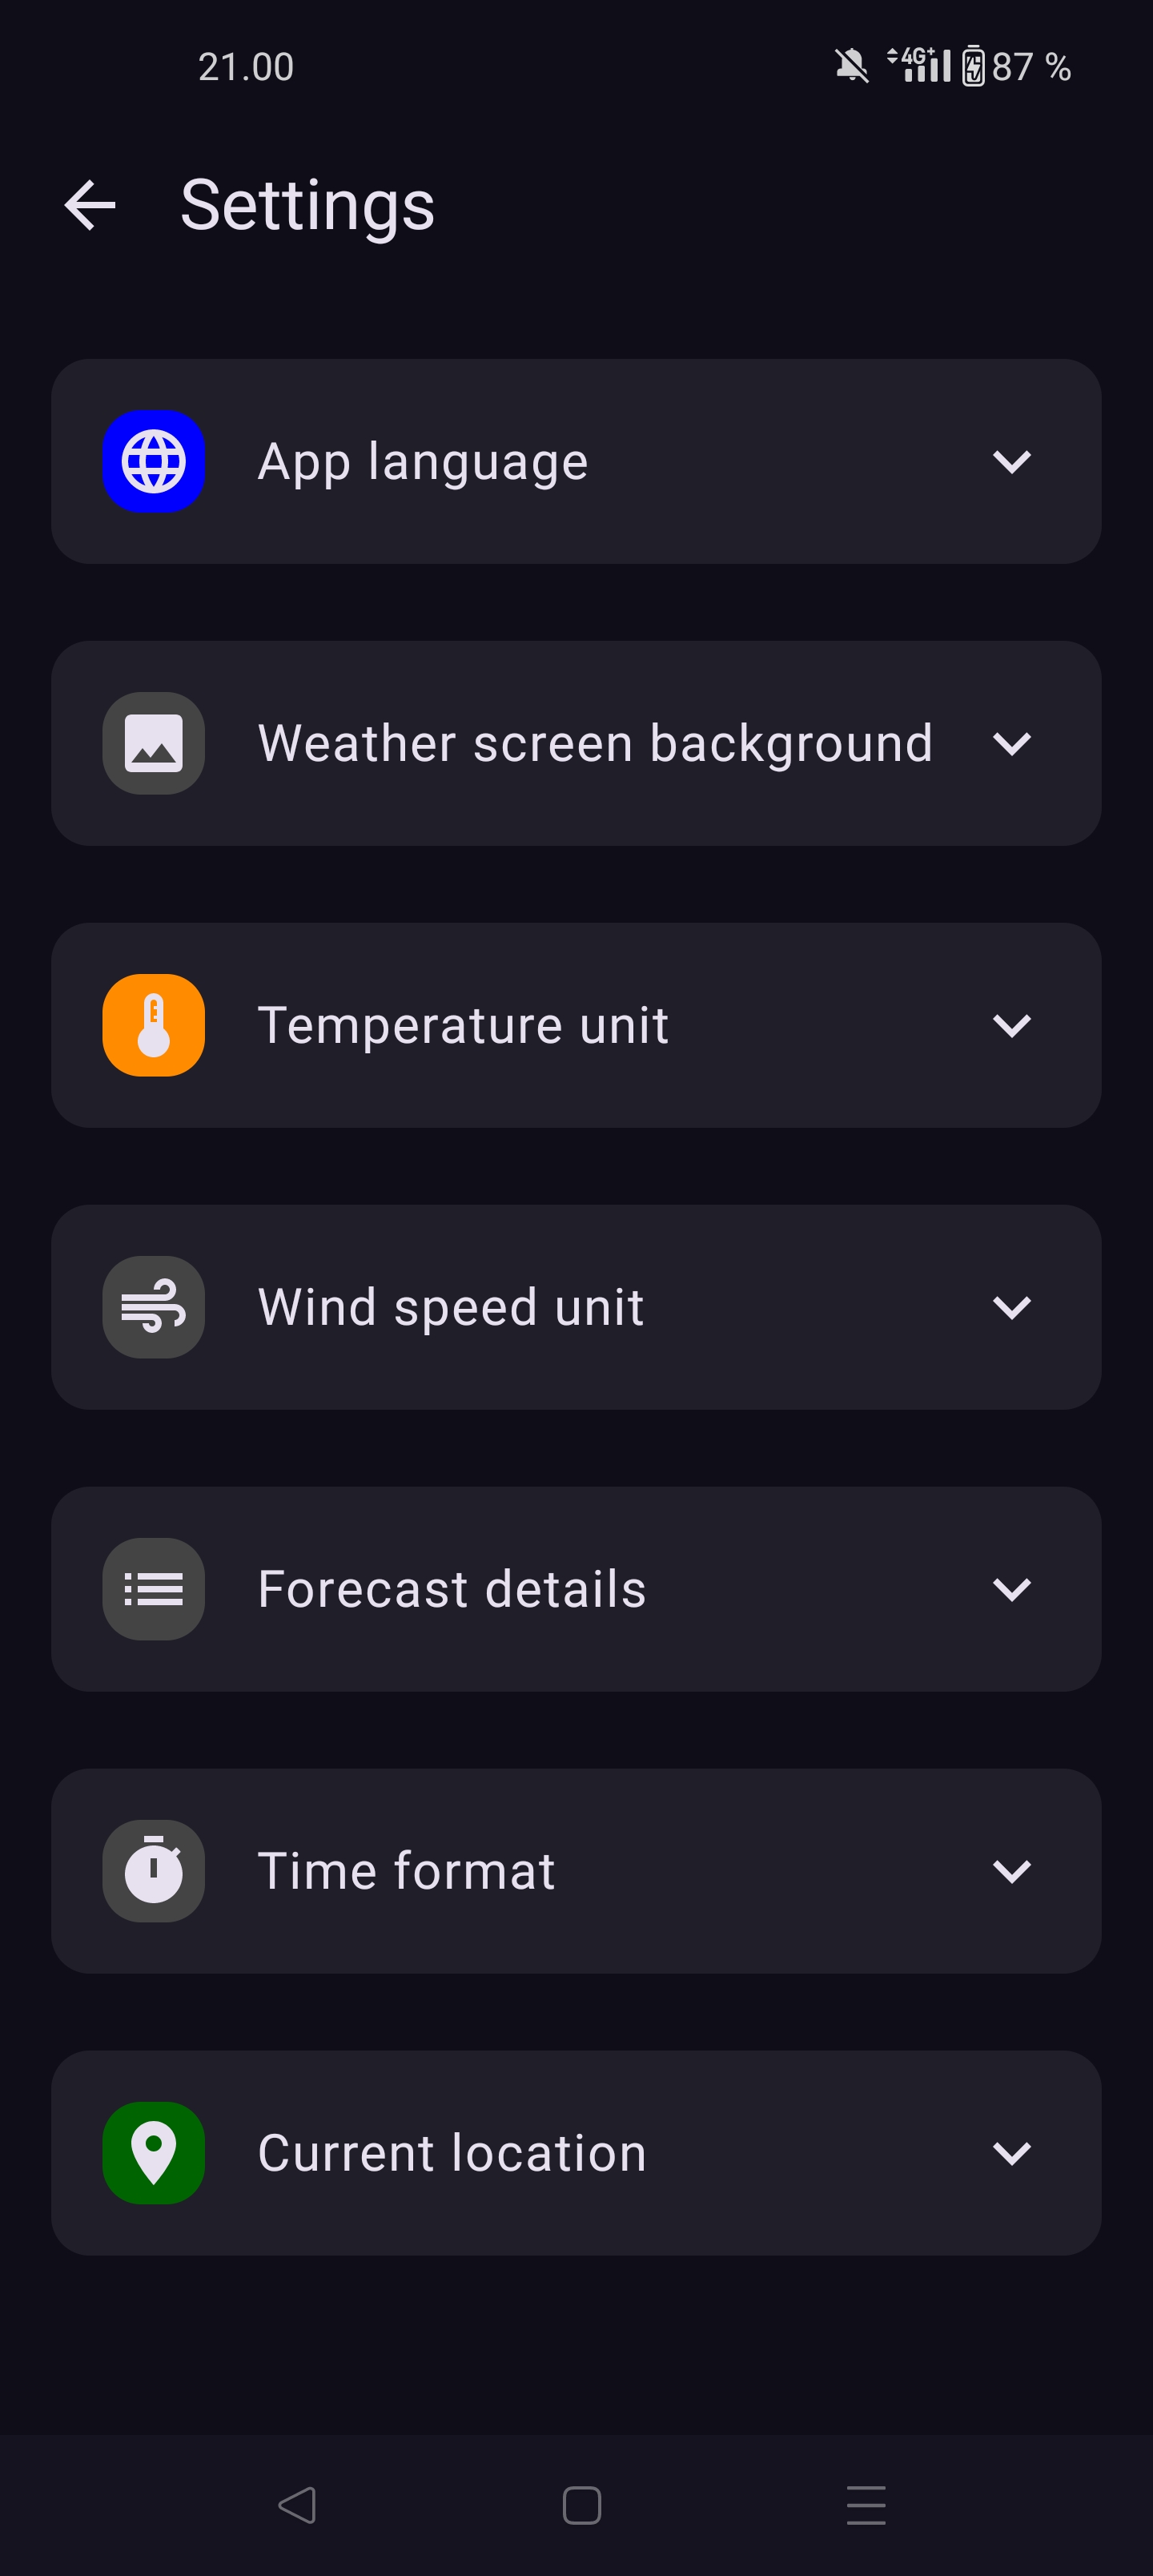 21.00 4G+ 87 %
Settings
App language
Weather screen background
Temperature unit
Wind speed unit
Forecast details
Time format
Current location